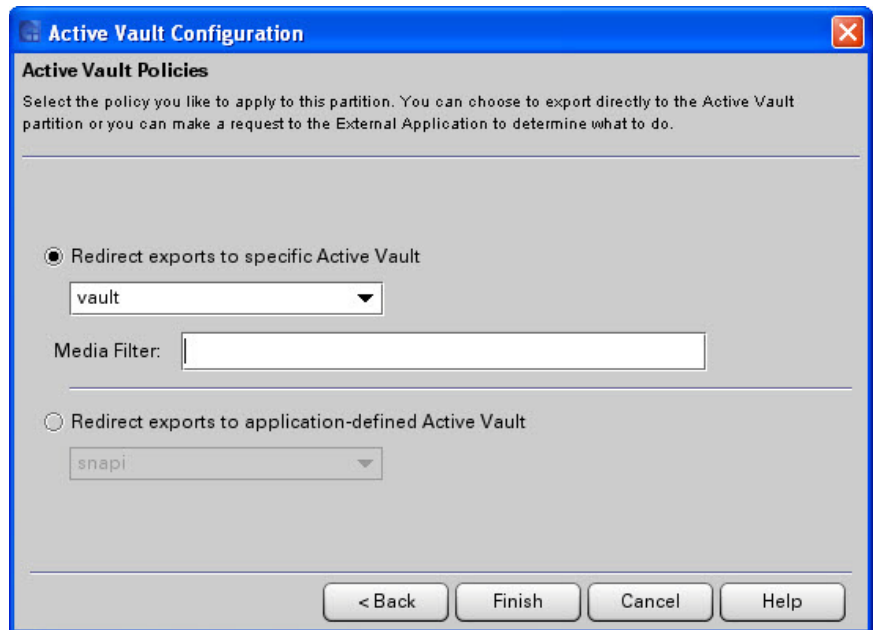 Active Vault Configuration
Active Vault Policies
Select the policy you like to apply to this partition. You can choose to export directly to the Active Vault
partition or you can make a request to the External Application to determine what to do.
Redirect exports to specific Active Vault
vault
Media Filter:
Redirect exports to application-defined Active Vault
snapi
< Back Finish Cancel Help